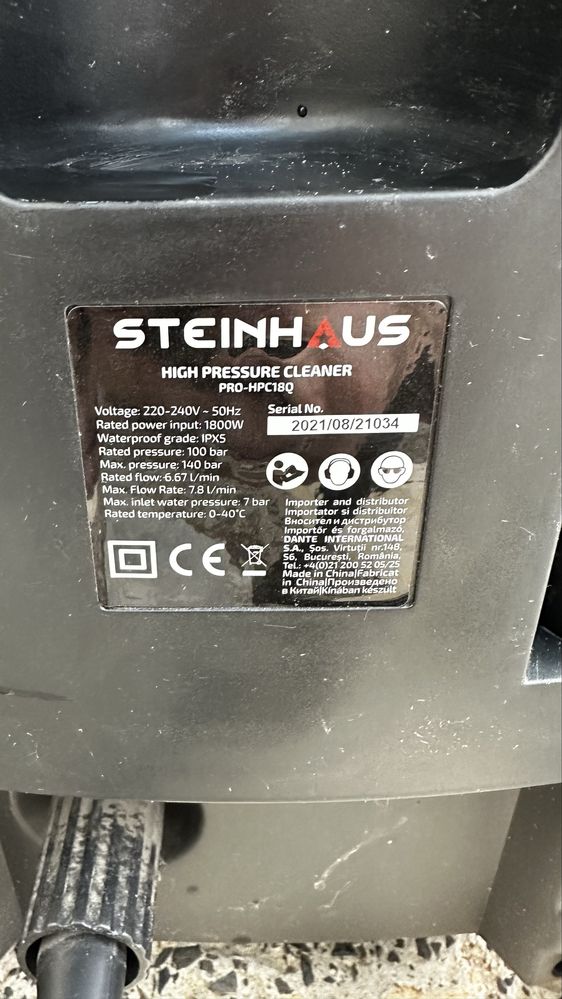 STEINHAUS
HIGH PRESSURE CLEANER
PRO-HPC18Q
Voltage: 220-240V ~ 50Hz
Rated power input: 1800W
Waterproof grade: IPX5
Rated pressure: 100 bar
Max. pressure: 140 bar
Rated flow: 6.67 l/min
Max. Flow Rate: 7.8 l/min
Max. inlet water pressure: 7 bar
Rated temperature: 0-40°C
CE
Serial No.
2021/08/21034
Importer and distributor
Importator si distribuitor
Вносител и дистрибутор
Importőr és forgalmazó,
DANTE INTERNATIONAL
S.A., Șos. Virtuții nr.148,
S6, București, România,
Tel.: +4(0)21 200 52 05/25
Made in China|Fabricat
in China|Произведено
в Китай|Kínában készült